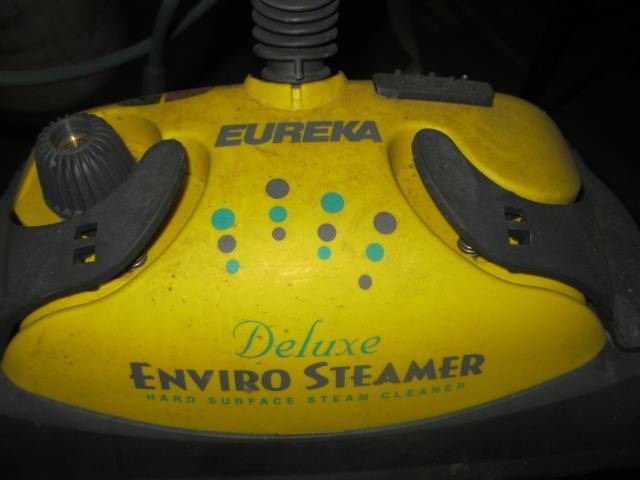 EUREKA
Deluxe
ENVIRO STEAMER
HARD SURFACE STEAM CLEANER